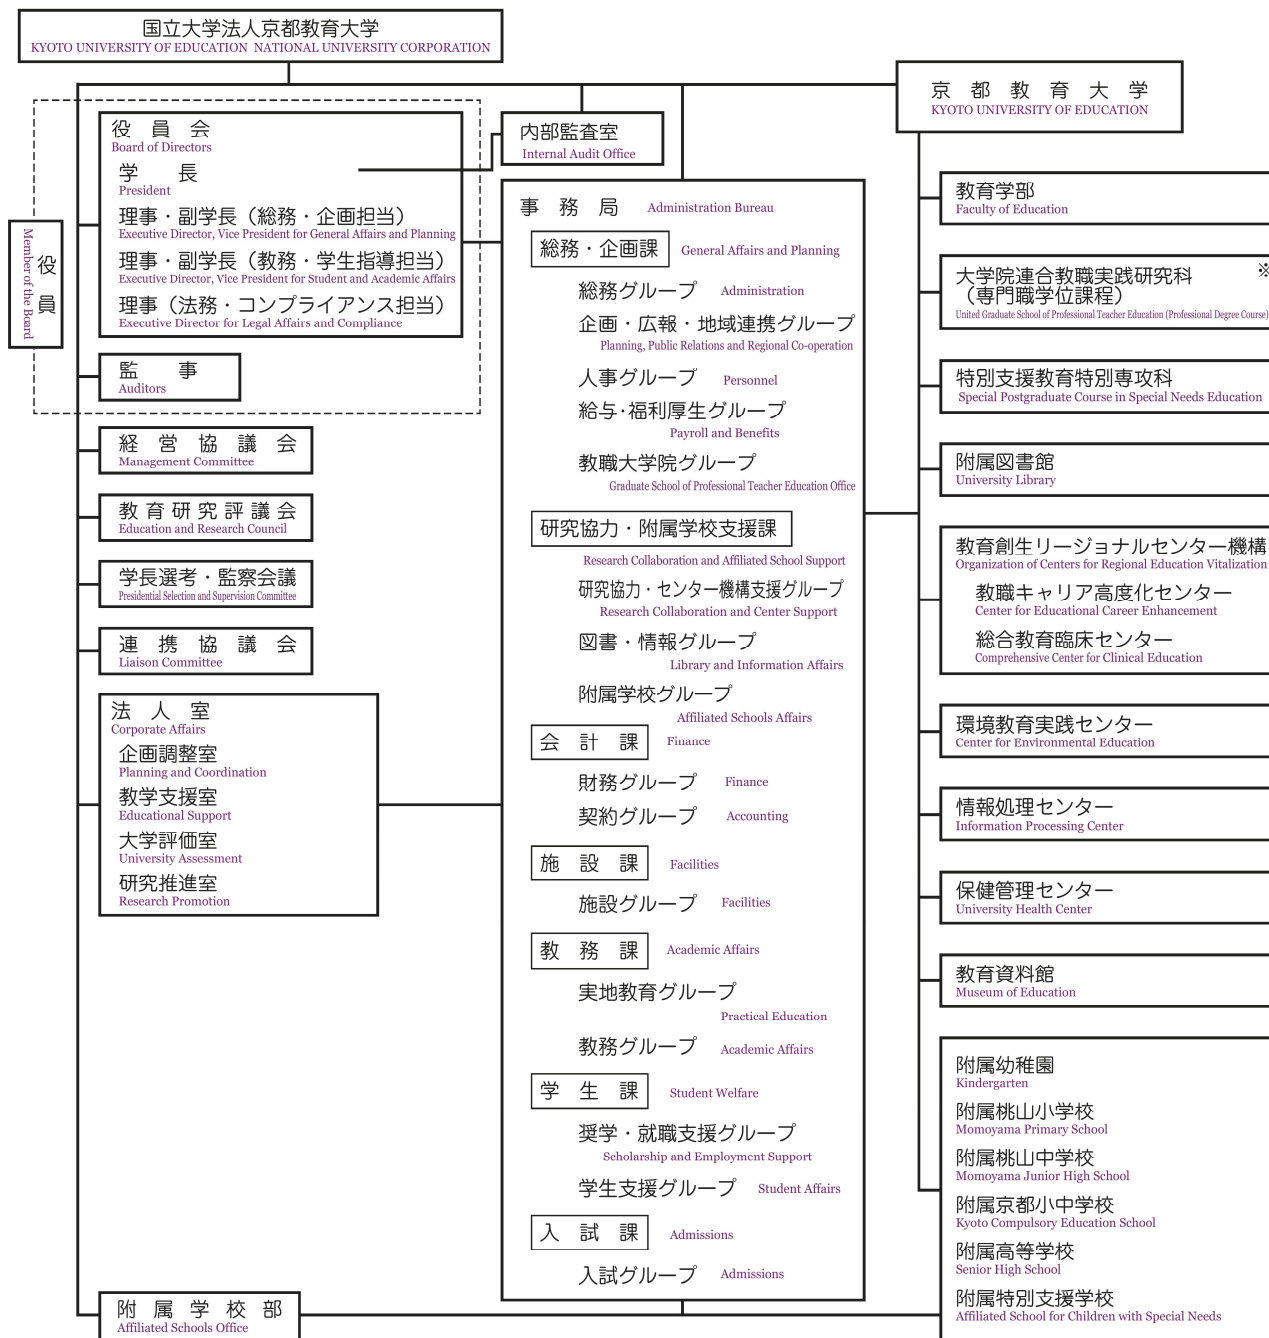 国立大学法人京都教育大学
KYOTO UNIVERSITY OF EDUCATION NATIONAL UNIVERSITY CORPORATION
京都教育大学
KYOTO UNIVERSITY OF EDUCATION
役員
Member of the Board
役員会
Board of Directors
学長
President
理事・副学長（総務・企画担当）
Executive Director, Vice President for General Affairs and Planning
理事・副学長（教務・学生指導担当）
Executive Director, Vice President for Student and Academic Affairs
理事（法務・コンプライアンス担当）
Executive Director for Legal Affairs and Compliance
監事
Auditors
経営協議会
Management Committee
教育研究評議会
Education and Research Council
学長選考・監察会議
Presidential Selection and Supervision Committee
連携協議会
Liaison Committee
法人室
Corporate Affairs
企画調整室
Planning and Coordination
教学支援室
Educational Support
大学評価室
University Assessment
研究推進室
Research Promotion
附属学校部
Affiliated Schools Office
内部監査室
Internal Audit Office
事務局 Administration Bureau
総務・企画課 General Affairs and Planning
総務グループ Administration
企画・広報・地域連携グループ
Planning, Public Relations and Regional Co-operation
人事グループ Personnel
給与・福利厚生グループ
Payroll and Benefits
教職大学院グループ
Graduate School of Professional Teacher Education Office
研究協力・附属学校支援課
Research Collaboration and Affiliated School Support
研究協力・センター機構支援グループ
Research Collaboration and Center Support
図書・情報グループ
Library and Information Affairs
附属学校グループ
Affiliated Schools Affairs
会計課 Finance
財務グループ Finance
契約グループ Accounting
施設課 Facilities
施設グループ Facilities
教務課 Academic Affairs
実地教育グループ
Practical Education
教務グループ Academic Affairs
学生課 Student Welfare
奨学・就職支援グループ
Scholarship and Employment Support
学生支援グループ Student Affairs
入試課 Admissions
入試グループ Admissions
教育学部
Faculty of Education
大学院連合教職実践研究科 ※
（専門職学位課程）
United Graduate School of Professional Teacher Education (Professional Degree Course)
特別支援教育特別専攻科
Special Postgraduate Course in Special Needs Education
附属図書館
University Library
教育創生リージョナルセンター機構
Organization of Centers for Regional Education Vitalization
教職キャリア高度化センター
Center for Educational Career Enhancement
総合教育臨床センター
Comprehensive Center for Clinical Education
環境教育実践センター
Center for Environmental Education
情報処理センター
Information Processing Center
保健管理センター
University Health Center
教育資料館
Museum of Education
附属幼稚園
Kindergarten
附属桃山小学校
Momoyama Primary School
附属桃山中学校
Momoyama Junior High School
附属京都小中学校
Kyoto Compulsory Education School
附属高等学校
Senior High School
附属特別支援学校
Affiliated School for Children with Special Needs